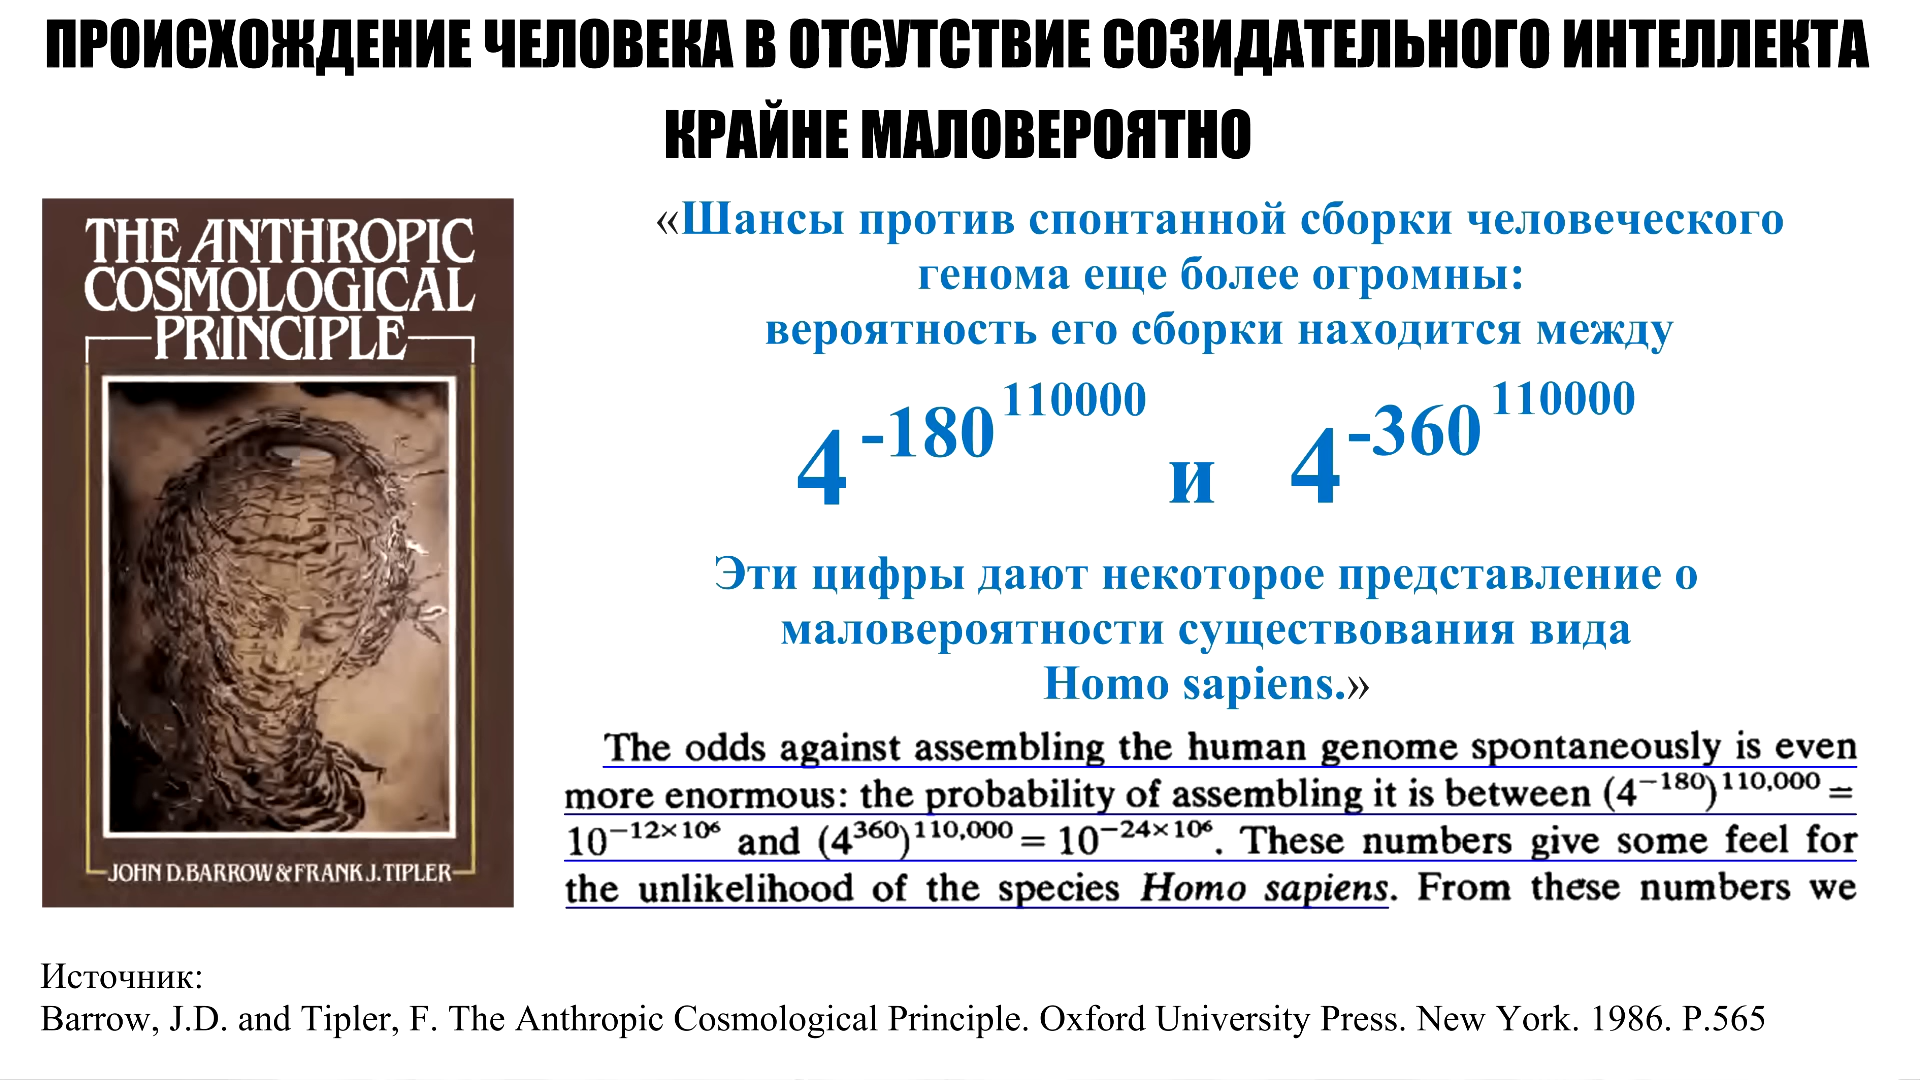 ПРОИСХОЖДЕНИЕ ЧЕЛОВЕКА В ОТСУТСТВИЕ СОЗИДАТЕЛЬНОГО ИНТЕЛЛЕКТА
КРАЙНЕ МАЛОВЕРОЯТНО
THE ANTHROPIC
COSMOLOGICAL
PRINCIPLE
JOHN D. BARROW & FRANK J. TIPLER
«Шансы против спонтанной сборки человеческого
генома еще более огромны:
вероятность его сборки находится между
4^-180^110000 и 4^-360^110000
Эти цифры дают некоторое представление о
маловероятности существования вида
Homo sapiens.»
The odds against assembling the human genome spontaneously is even
more enormous: the probability of assembling it is between (4^−180)^110,000 =
10^−12×10^6 and (4^360)^110,000 = 10^−24×10^6. These numbers give some feel for
the unlikelihood of the species Homo sapiens. From these numbers we
Источник:
Barrow, J.D. and Tipler, F. The Anthropic Cosmological Principle. Oxford University Press. New York. 1986. P.565